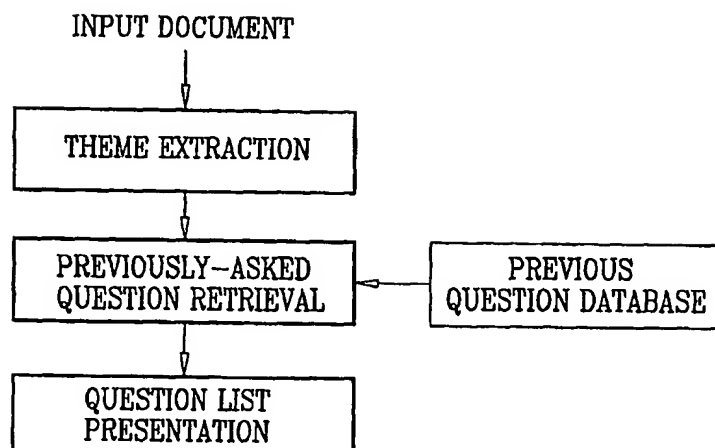 INPUT DOCUMENT
THEME EXTRACTION
PREVIOUSLY-ASKED
QUESTION RETRIEVAL
PREVIOUS
QUESTION DATABASE
QUESTION LIST
PRESENTATION